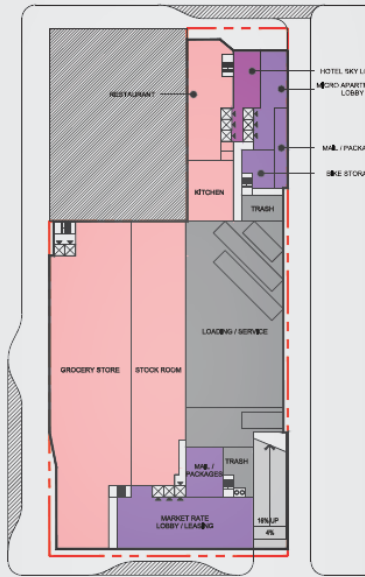 HOTEL SKY L
MICRO APART
LOBBY
RESTAURANT
MAIL / PACKA
BIKE STORA
KITCHEN
TRASH
LOADING / SERVICE
GROCERY STORE
STOCK ROOM
MAIL /
PACKAGES
TRASH
MARKET RATE
LOBBY / LEASING
16% UP
4%